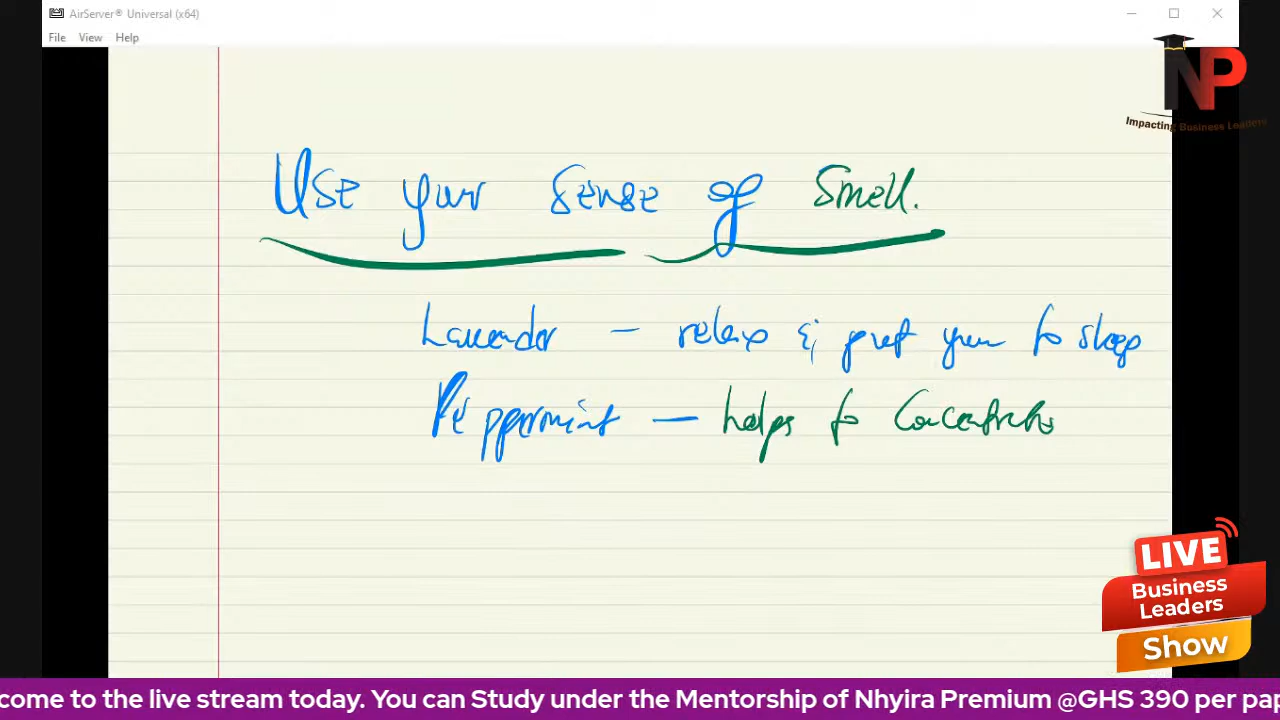 AirServer® Universal (x64)
File View Help
NP
Impacting Business Leaders
Use your sense of Smell.
Lavender – relax & put you to sleep
Peppermint – helps to Concentrate
LIVE
Business
Leaders
Show
come to the live stream today. You can Study under the Mentorship of Nhyira Premium @GHS 390 per pap